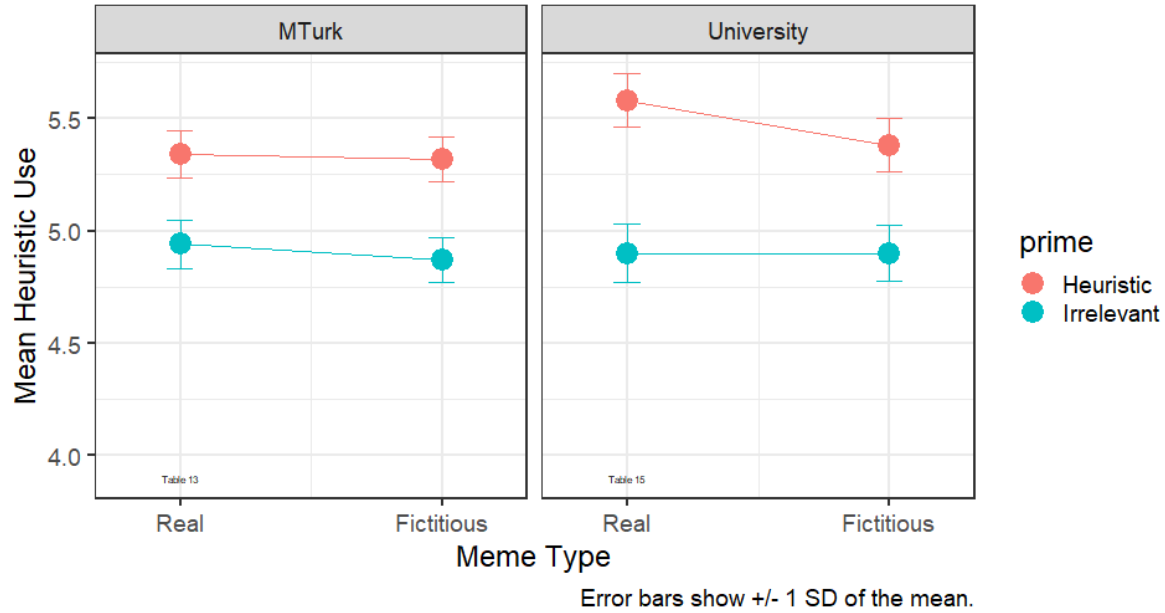 MTurk
University
Mean Heuristic Use
5.5
5.0
4.5
4.0
Table 13
Table 15
Real
Fictitious
Real
Fictitious
Meme Type
prime
Heuristic
Irrelevant
Error bars show +/- 1 SD of the mean.